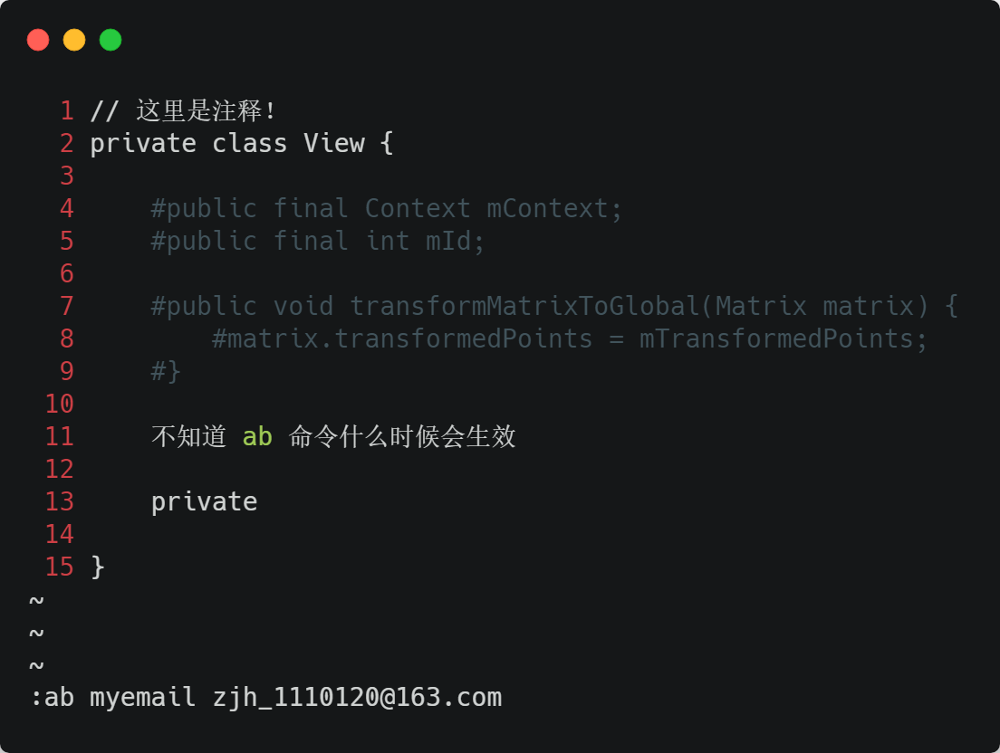 1 // 这里是注释!
2 private class View {
3
4     #public final Context mContext;
5     #public final int mId;
6
7     #public void transformMatrixToGlobal(Matrix matrix) {
8         #matrix.transformedPoints = mTransformedPoints;
9     #}
10
11     不知道 ab 命令什么时候会生效
12
13     private
14
15 }
~
~
~
:ab myemail zjh_1110120@163.com